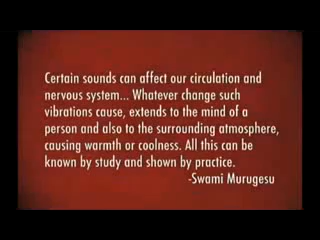 Certain sounds can affect our circulation and
nervous system... Whatever change such
vibrations cause, extends to the mind of a
person and also to the surrounding atmosphere,
causing warmth or coolness. All this can be
known by study and shown by practice.
-Swami Murugesu